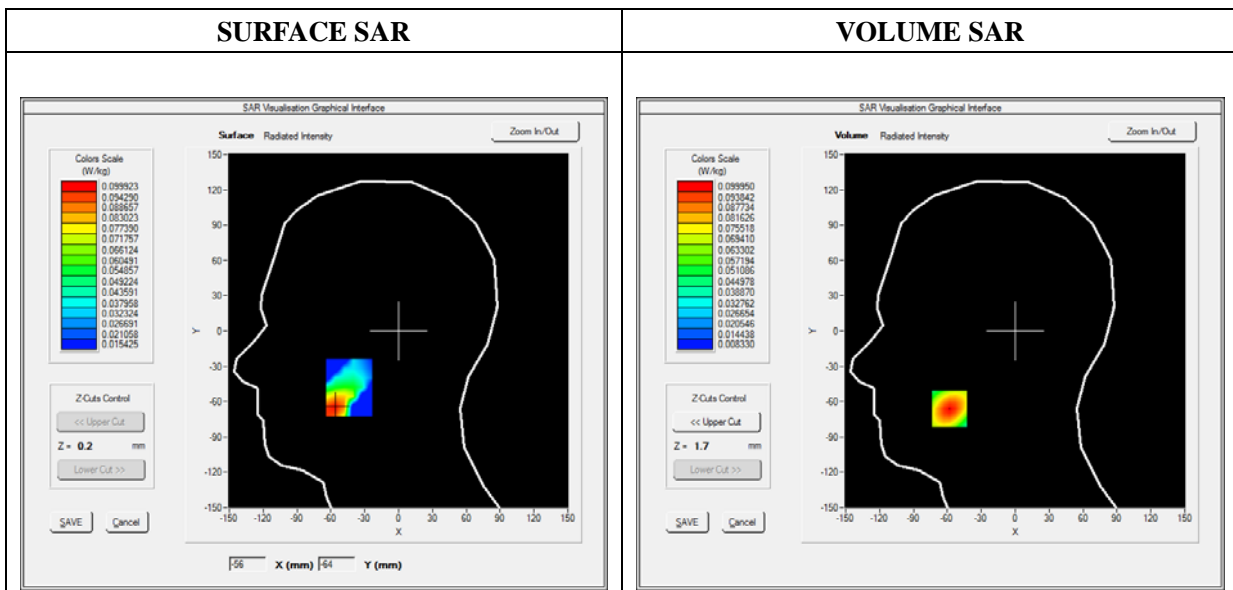 SURFACE SAR
VOLUME SAR
SAR Visualisation Graphical Interface
Surface Radiated Intensity
Zoom In/Out
Colors Scale
(W/kg)
0.099923
0.094290
0.088657
0.083023
0.077390
0.071757
0.066124
0.060491
0.054857
0.049224
0.043591
0.037958
0.032324
0.026691
0.021058
0.015425
Z-Cuts Control
<< Upper Cut
Z = 0.2 mm
Lower Cut >>
SAVE Cancel
150
120
90
60
30
0
-30
-60
-90
-120
-150
Y
-150 -120 -90 -60 -30 0 30 60 90 120 150
X
-56 X (mm) -64 Y (mm)
SAR Visualisation Graphical Interface
Volume Radiated Intensity
Zoom In/Out
Colors Scale
(W/kg)
0.099950
0.093842
0.087734
0.081626
0.075518
0.069410
0.063302
0.057194
0.051086
0.044978
0.038870
0.032762
0.026654
0.020546
0.014438
0.008330
Z-Cuts Control
<< Upper Cut
Z = 1.7 mm
Lower Cut >>
SAVE Cancel
150
120
90
60
30
0
-30
-60
-90
-120
-150
Y
-150 -120 -90 -60 -30 0 30 60 90 120 150
X